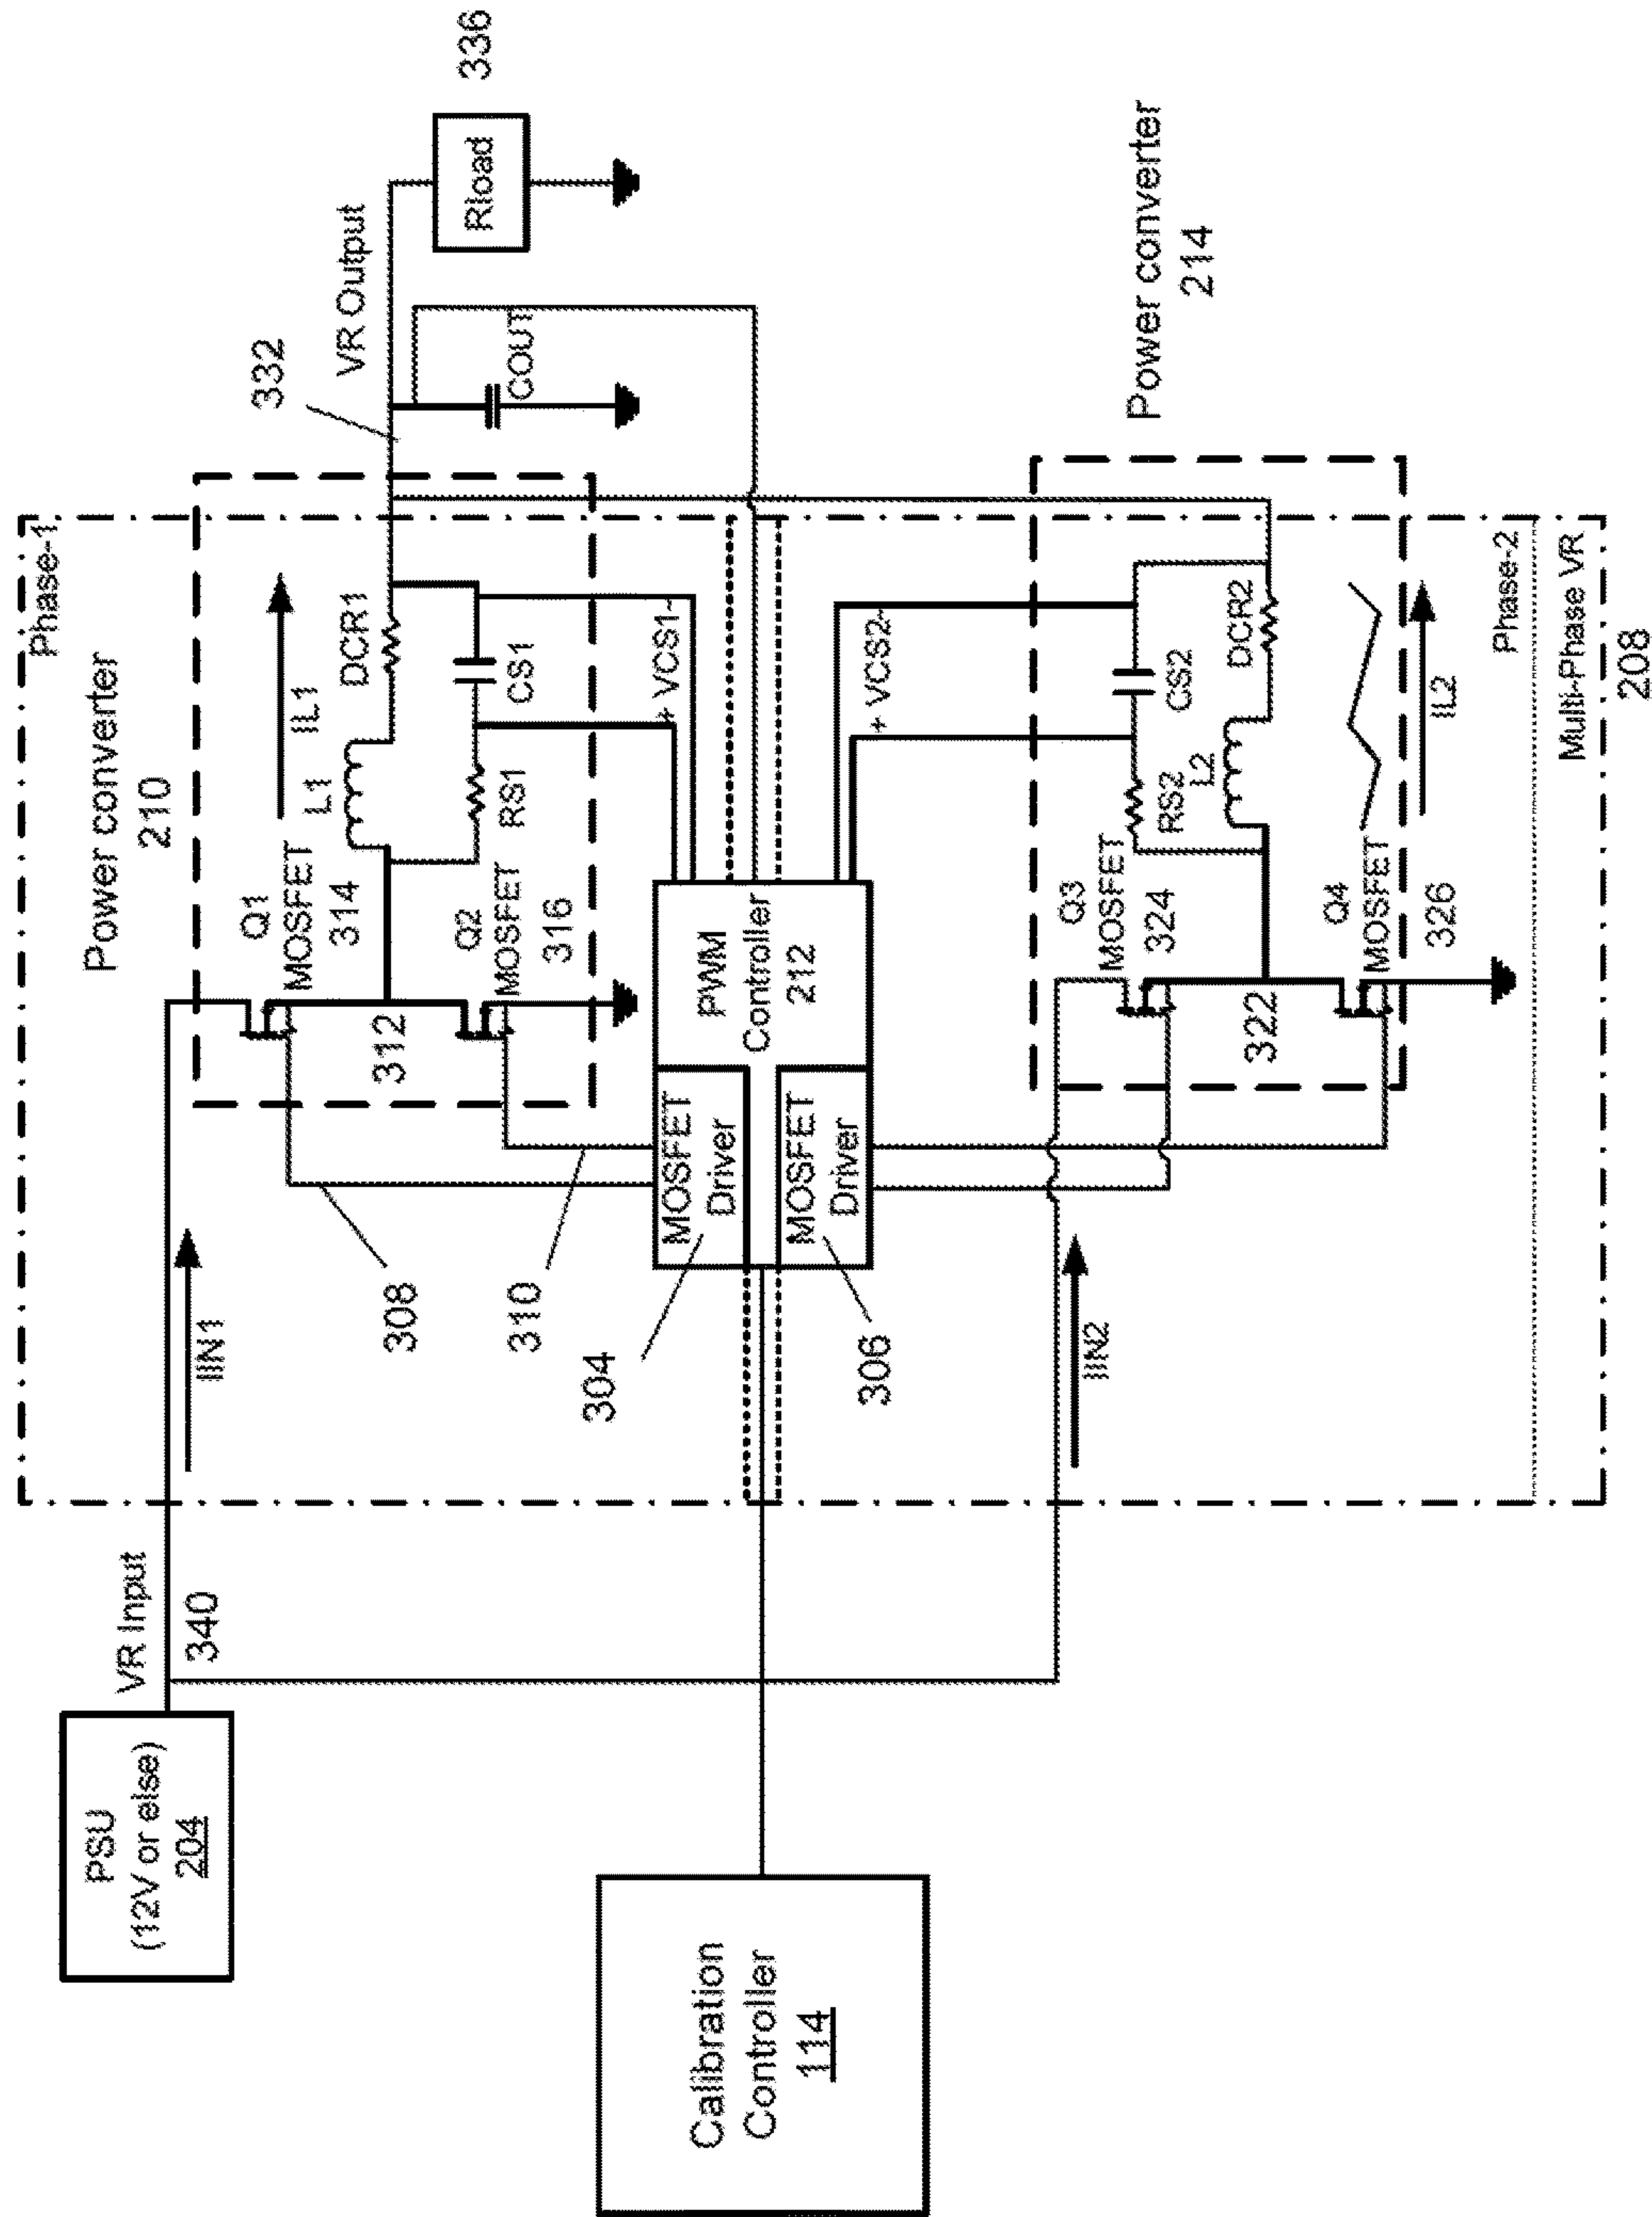 PSU
(12V or else)
204
VR Input
340
Calibration
Controller
114
Phase-1
Power converter
210
IIN1
308
310
304
306
IIN2
Q1
MOSFET
314
312
Q2
MOSFET
316
L1
IL1
DCR1
RS1
CS1
+ VCS1-
332
VR Output
COUT
Rload
336
MOSFET
Driver
MOSFET
Driver
PWM
Controller
212
+ VCS2-
Power converter
214
Q3
MOSFET
324
322
Q4
MOSFET
326
RS2
L2
CS2
DCR2
IL2
Phase-2
Multi-Phase VR
208